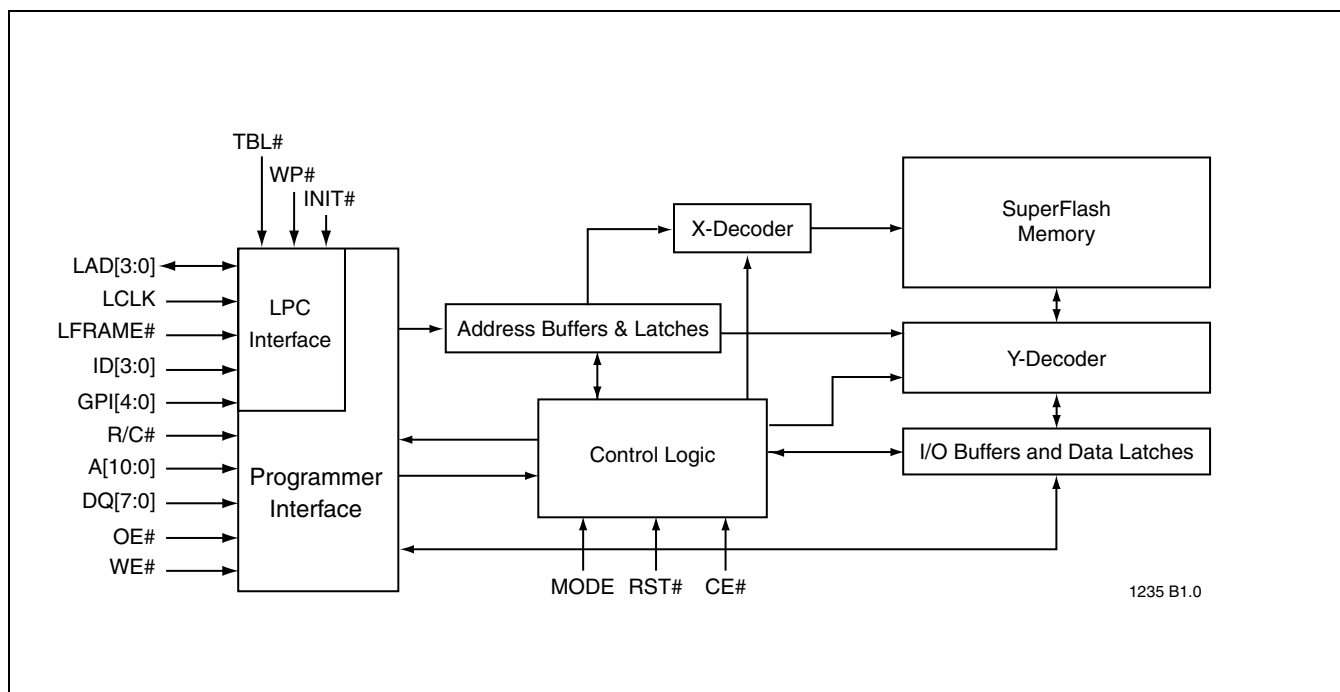 TBL#
WP#
INIT#
LAD[3:0]
LCLK
LFRAME#
ID[3:0]
GPI[4:0]
R/C#
A[10:0]
DQ[7:0]
OE#
WE#
LPC
Interface
Programmer
Interface
Address Buffers & Latches
X-Decoder
Control Logic
MODE
RST#
CE#
SuperFlash
Memory
Y-Decoder
I/O Buffers and Data Latches
1235 B1.0